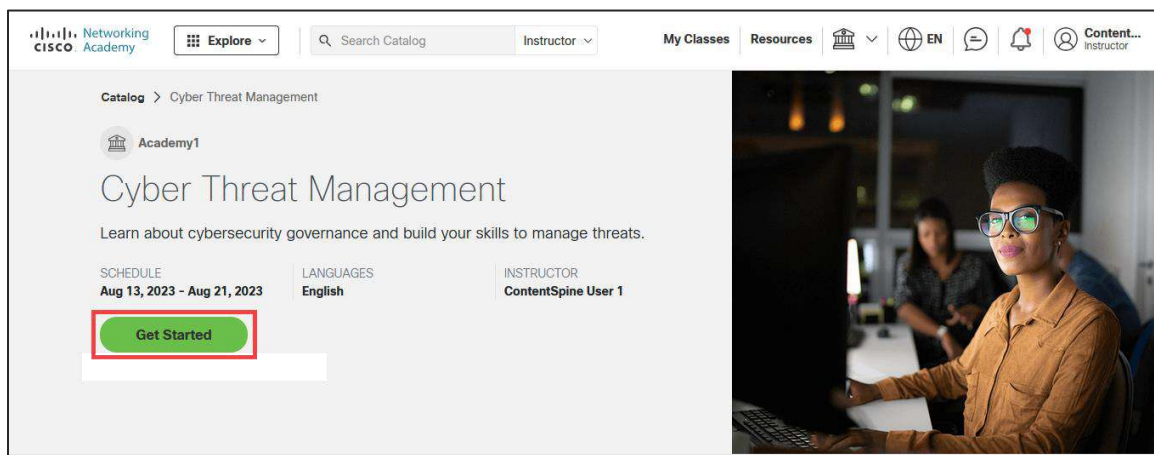 Networking
CISCO Academy
Explore
Search Catalog
Instructor
My Classes
Resources
EN
Content...
Instructor
Catalog > Cyber Threat Management
Academy1
Cyber Threat Management
Learn about cybersecurity governance and build your skills to manage threats.
SCHEDULE
Aug 13, 2023 - Aug 21, 2023
LANGUAGES
English
INSTRUCTOR
ContentSpine User 1
Get Started